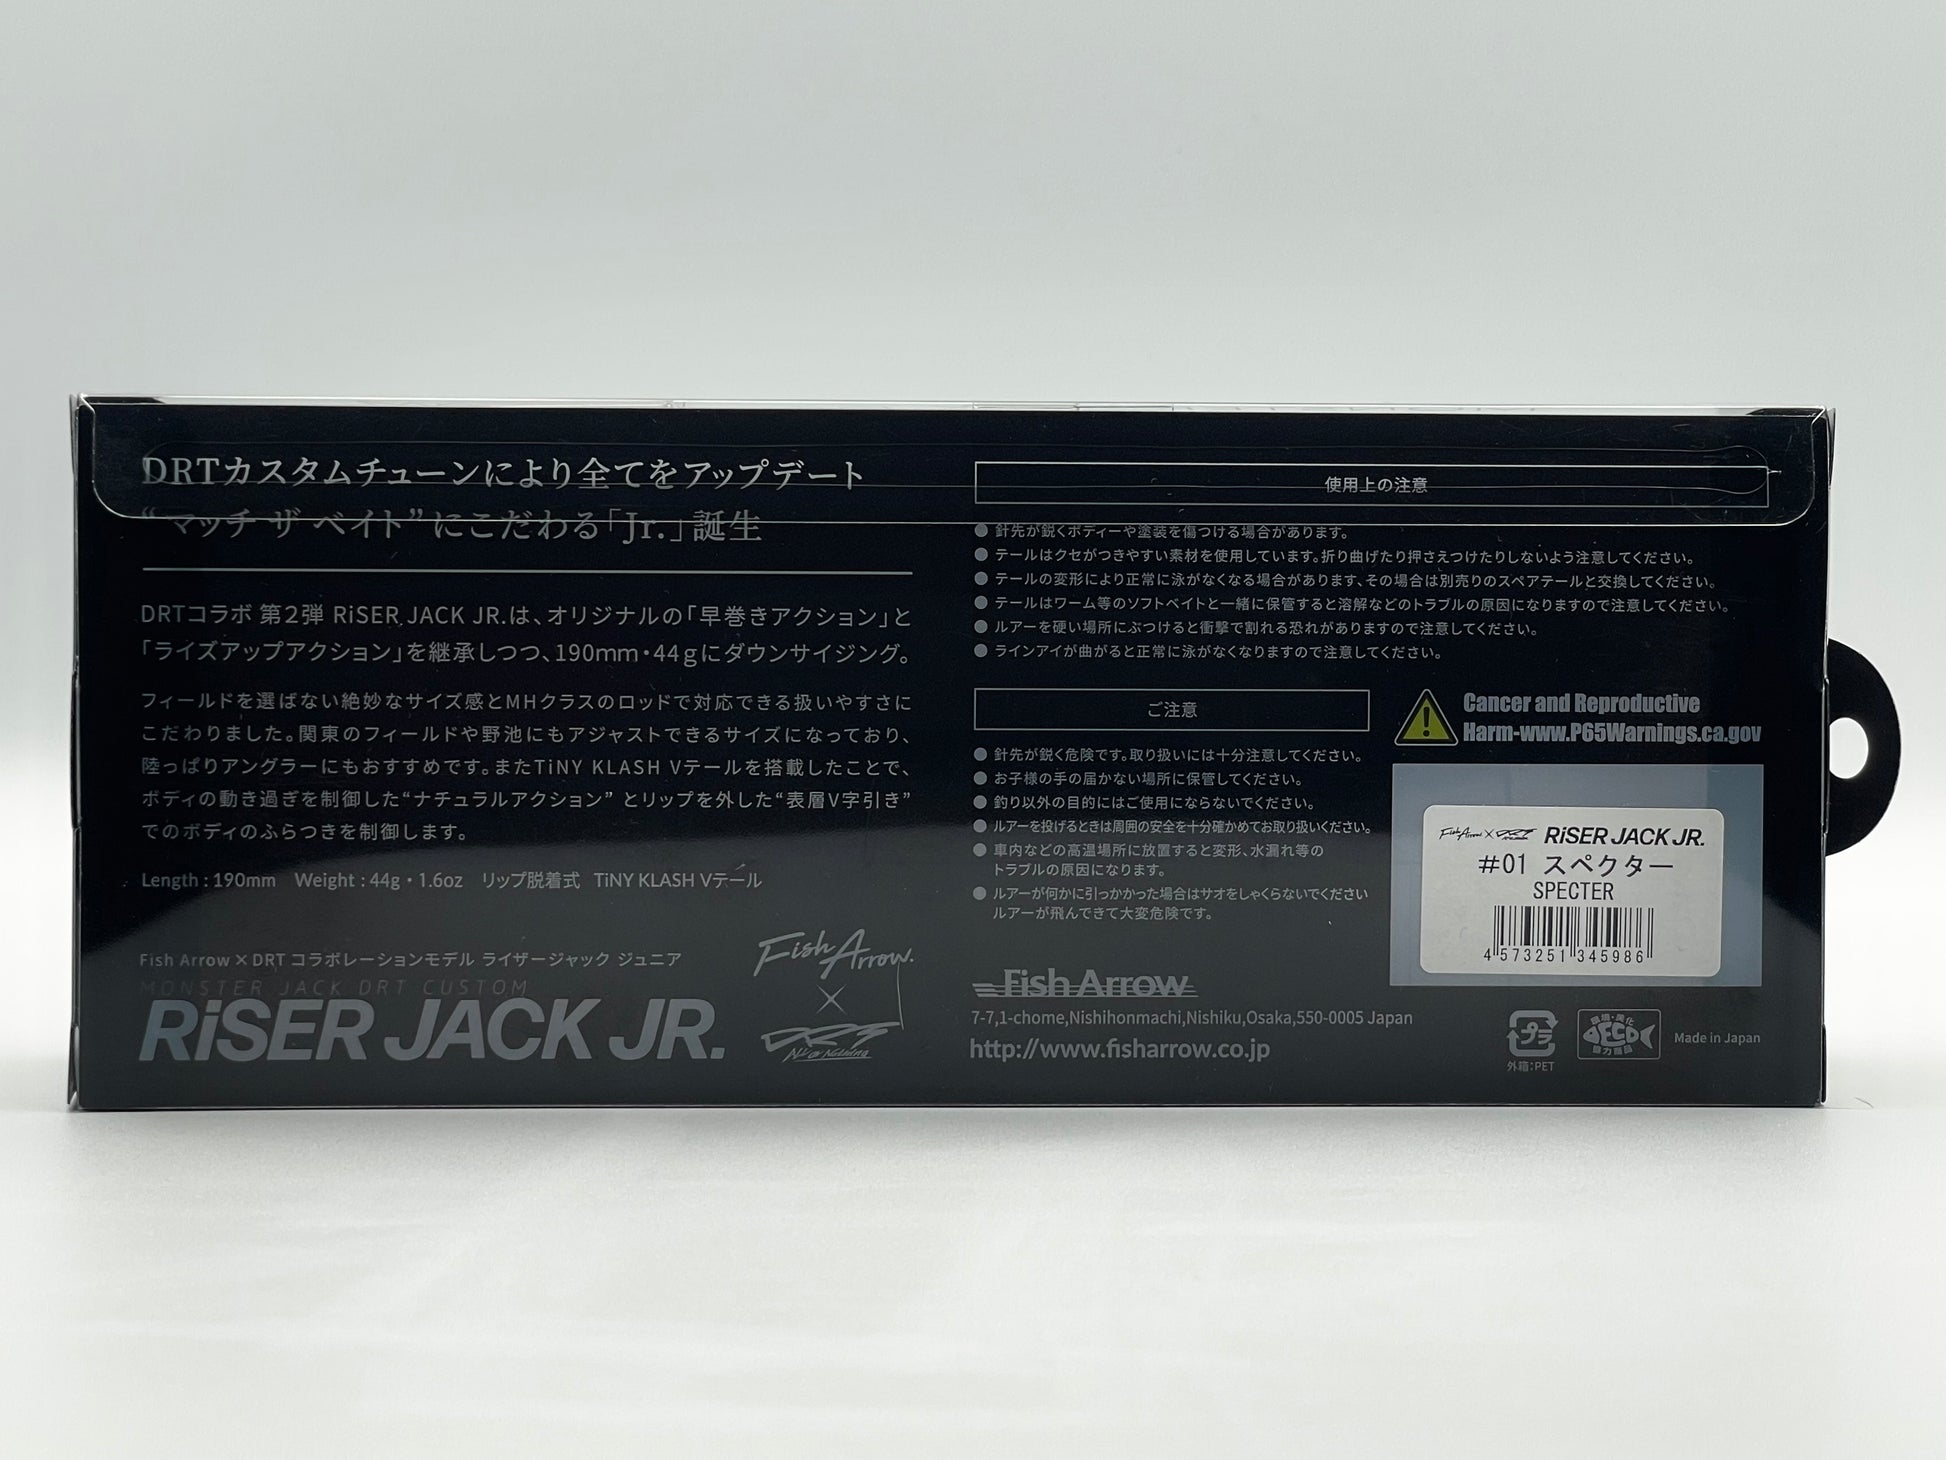 DRTカスタムチューンにより全てをアップデート
“マッチ ザ ベイト”にこだわる「Jr.」誕生
DRTコラボ 第2弾 RiSER JACK JR.は、オリジナルの「早巻きアクション」と
「ライズアップアクション」を継承しつつ、190mm・44gにダウンサイジング。
フィールドを選ばない絶妙なサイズ感とMHクラスのロッドで対応できる扱いやすさに
こだわりました。関東のフィールドや野池にもアジャストできるサイズになっており、
陸っぱりアングラーにもおすすめです。またTiNY KLASH Vテールを搭載したことで、
ボディの動き過ぎを制御した“ナチュラルアクション” とリップを外した“表層V字引き”
でのボディのふらつきを制御します。
Length : 190mm Weight : 44g・1.6oz リップ脱着式 TiNY KLASH Vテール
Fish Arrow × DRT コラボレーションモデル ライザージャック ジュニア
MONSTER JACK DRT CUSTOM
RiSER JACK JR.
Fish Arrow.
×
DRT
使用上の注意
● 針先が鋭くボディーや塗装を傷つける場合があります。
● テールはクセがつきやすい素材を使用しています。折り曲げたり押さえつけたりしないよう注意してください。
● テールの変形により正常に泳がなくなる場合があります、その場合は別売りのスペアテールと交換してください。
● テールはワーム等のソフトベイトと一緒に保管すると溶解などのトラブルの原因になりますので注意してください。
● ルアーを硬い場所にぶつけると衝撃で割れる恐れがありますので注意してください。
● ラインアイが曲がると正常に泳がなくなりますので注意してください。
ご注意
● 針先が鋭く危険です。取り扱いには十分注意してください。
● お子様の手の届かない場所に保管してください。
● 釣り以外の目的にはご使用にならないでください。
● ルアーを投げるときは周囲の安全を十分確かめてお取り扱いください。
● 車内などの高温場所に放置すると変形、水漏れ等の
トラブルの原因になります。
● ルアーが何かに引っかかった場合はサオをしゃくらないでください
ルアーが飛んできて大変危険です。
Cancer and Reproductive
Harm-www.P65Warnings.ca.gov
Fish Arrow × DRT RiSER JACK JR.
#01 スペクター
SPECTER
4 573251 345986
Fish Arrow
7-7,1-chome,Nishihonmachi,Nishiku,Osaka,550-0005 Japan
http://www.fisharrow.co.jp
プラ
外箱:PET
環境・美化
ECO
協力商品
Made in Japan